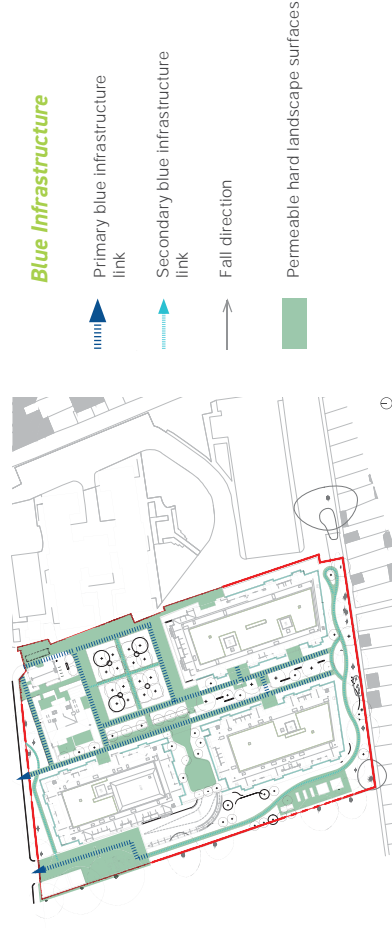 Blue Infrastructure
Primary blue infrastructure
link
Secondary blue infrastructure
link
Fall direction
Permeable hard landscape surfaces